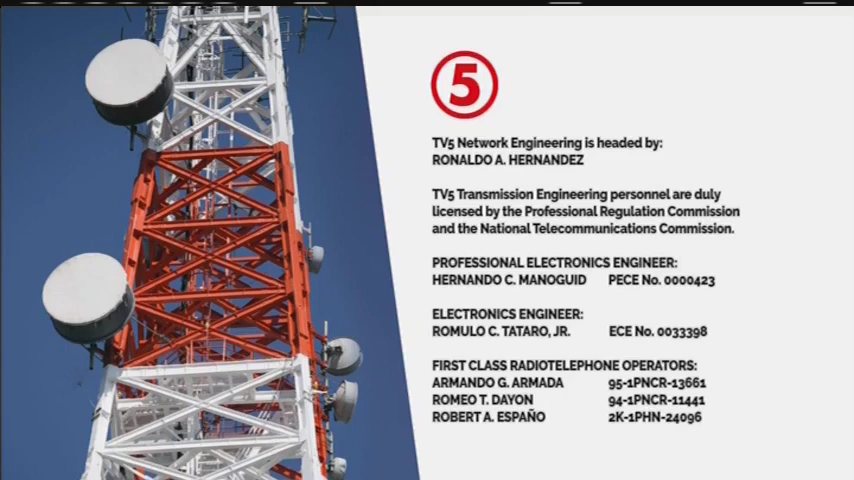 5
TV5 Network Engineering is headed by:
RONALDO A. HERNANDEZ
TV5 Transmission Engineering personnel are duly
licensed by the Professional Regulation Commission
and the National Telecommunications Commission.
PROFESSIONAL ELECTRONICS ENGINEER:
HERNANDO C. MANOGUID PECE No. 0000423
ELECTRONICS ENGINEER:
ROMULO C. TATARO, JR. ECE No. 0033398
FIRST CLASS RADIOTELEPHONE OPERATORS:
ARMANDO G. ARMADA 95-1PNCR-13661
ROMEO T. DAYON 94-1PNCR-11441
ROBERT A. ESPAÑO 2K-1PHN-24096